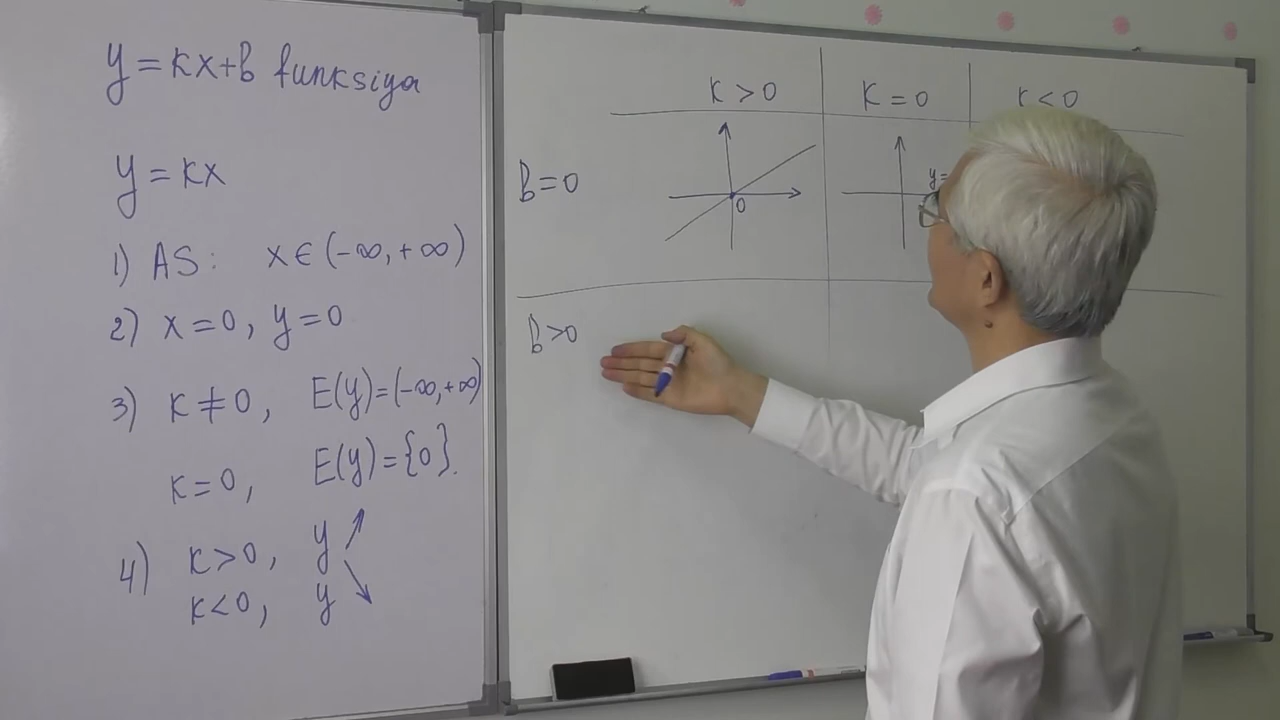 y = kx+b funksiya
y = kx
1) AS: x ∈ (-∞, +∞)
2) x = 0, y = 0
3) k ≠ 0, E(y) = (-∞, +∞)
k = 0, E(y) = {0}.
4) k > 0, y ↗
k < 0, y ↘
k > 0 k = 0 k < 0
b = 0
0
y=
b > 0